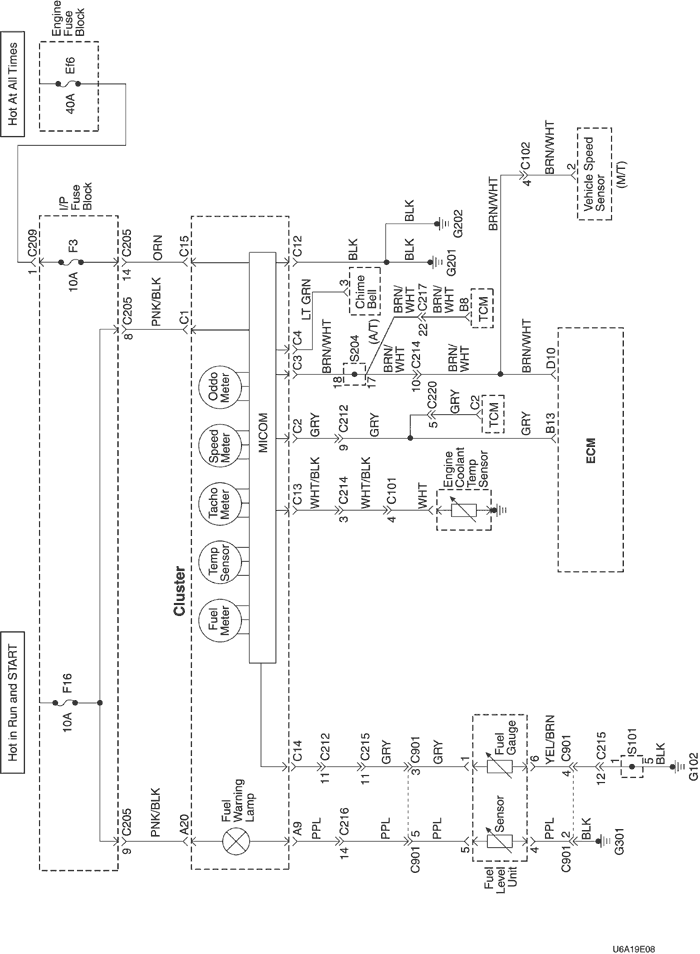 Hot At All Times
Engine
Fuse
Block
Ef6
40A
I/P
Fuse
Block
1
C209
F3
10A
14
C205
ORN
C15
8
C205
PNK/BLK
C1
Hot in Run and START
F16
10A
9
C205
PNK/BLK
A20
Cluster
Oddo
Meter
Speed
Meter
Tacho
Meter
Temp
Sensor
Fuel
Meter
Fuel
Warning
Lamp
MICOM
C12
BLK
BLK
G202
BLK
G201
C4
LT GRN
3
Chime
Bell
C3
BRN/WHT
18
S204
17
(A/T)
BRN/
WHT
22
C217
BRN/
WHT
B8
TCM
BRN/
WHT
10
C214
BRN/
WHT
BRN/WHT
D10
BRN/WHT
4
C102
BRN/WHT
2
Vehicle Speed
Sensor
(M/T)
C2
GRY
9
C212
GRY
5
C220
GRY
C2
TCM
GRY
B13
ECM
C13
WHT/BLK
3
C214
WHT/BLK
4
C101
WHT
Engine
Coolant
Temp
Sensor
C14
11
C212
11
C215
GRY
3
C901
GRY
1
Fuel
Gauge
6
YEL/BRN
4
C901
12
C215
1
S101
5
BLK
G102
A9
PPL
14
C216
PPL
C901
5
PPL
5
Sensor
Fuel
Level
Unit
4
PPL
C901
2
BLK
G301
U6A19E08